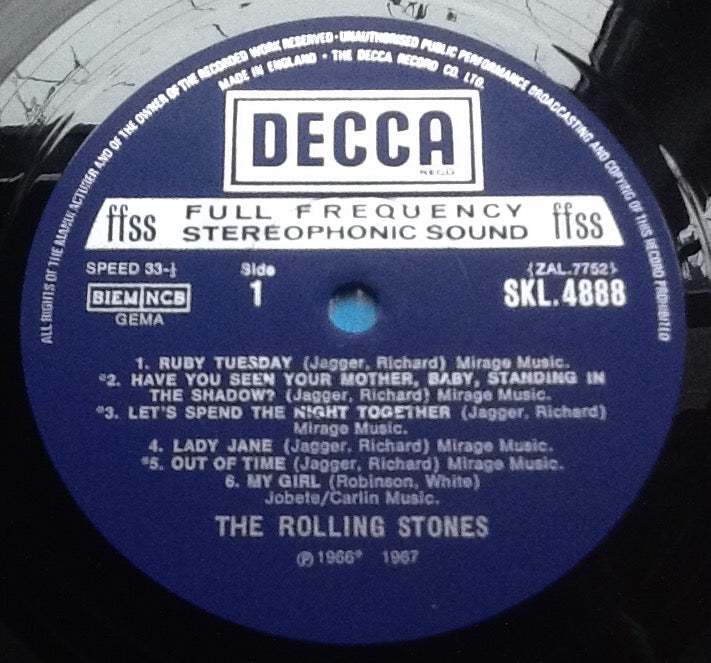 ALL RIGHTS OF THE MANUFACTURER AND OF THE OWNER OF THE RECORDED WORK RESERVED · UNAUTHORISED PUBLIC PERFORMANCE BROADCASTING AND COPYING OF THIS RECORD PROHIBITED
MADE IN ENGLAND · THE DECCA RECORD CO. LTD.
DECCA
REGD
ffss FULL FREQUENCY STEREOPHONIC SOUND ffss
SPEED 33-⅓ Side {ZAL.7752}
BIEM NCB 1 SKL.4888
GEMA
1. RUBY TUESDAY (Jagger, Richard) Mirage Music.
*2. HAVE YOU SEEN YOUR MOTHER, BABY, STANDING IN
THE SHADOW? (Jagger, Richard) Mirage Music.
*3. LET'S SPEND THE NIGHT TOGETHER (Jagger, Richard)
Mirage Music.
4. LADY JANE (Jagger, Richard) Mirage Music.
*5. OUT OF TIME (Jagger, Richard) Mirage Music.
6. MY GIRL (Robinson, White)
Jobete/Carlin Music.
THE ROLLING STONES
℗ 1966* 1967